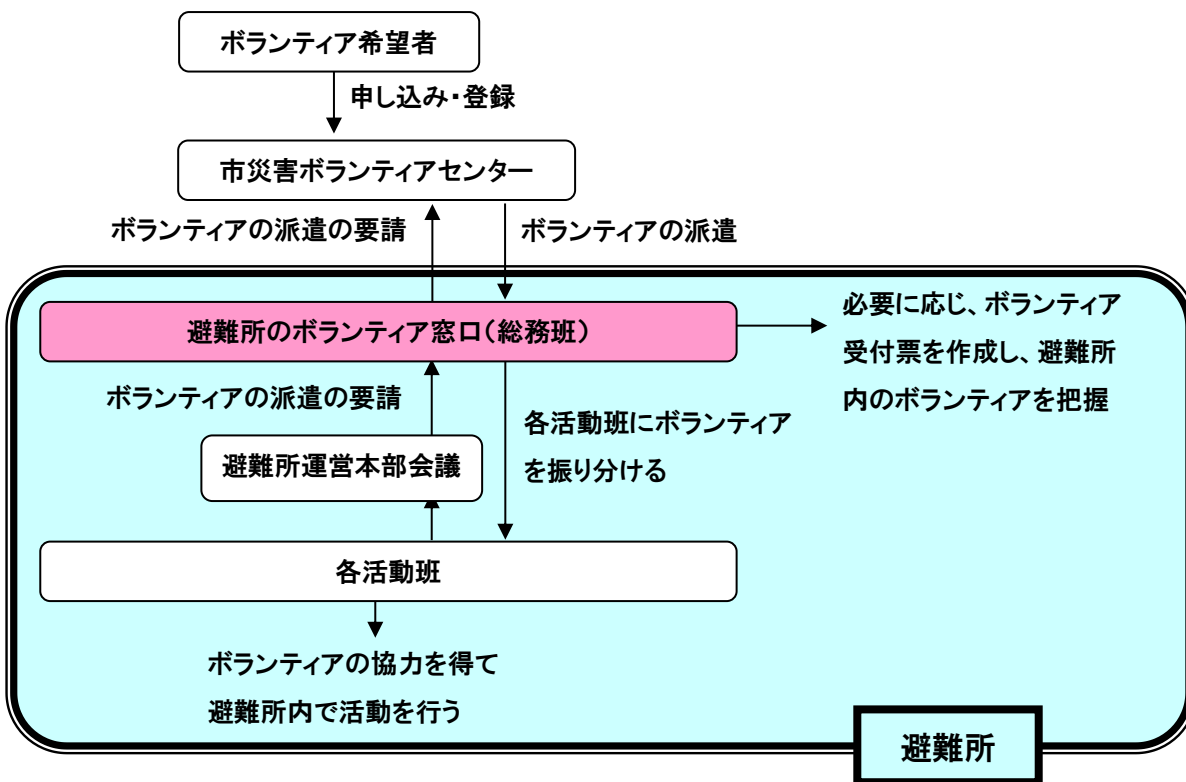 ボランティア希望者
申し込み・登録
市災害ボランティアセンター
ボランティアの派遣の要請
ボランティアの派遣
避難所のボランティア窓口（総務班）
必要に応じ、ボランティア
受付票を作成し、避難所
内のボランティアを把握
ボランティアの派遣の要請
各活動班にボランティア
を振り分ける
避難所運営本部会議
各活動班
ボランティアの協力を得て
避難所内で活動を行う
避難所